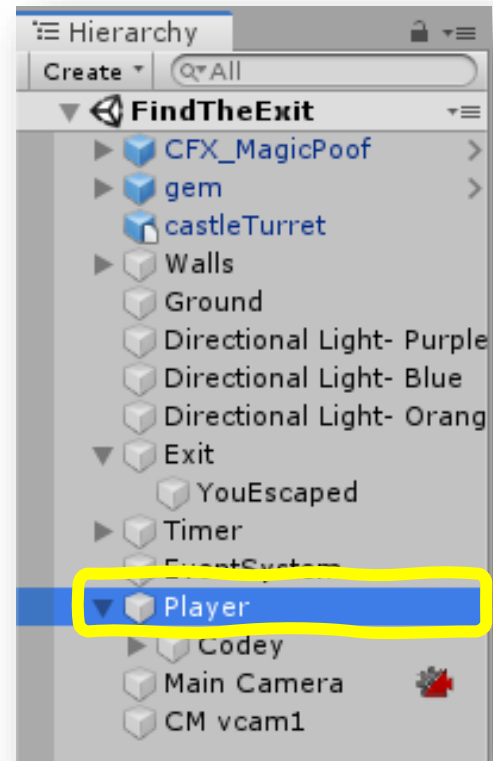 Hierarchy
Create All
FindTheExit
CFX_MagicPoof
gem
castleTurret
Walls
Ground
Directional Light- Purple
Directional Light- Blue
Directional Light- Orang
Exit
YouEscaped
Timer
EventSystem
Player
Codey
Main Camera
CM vcam1